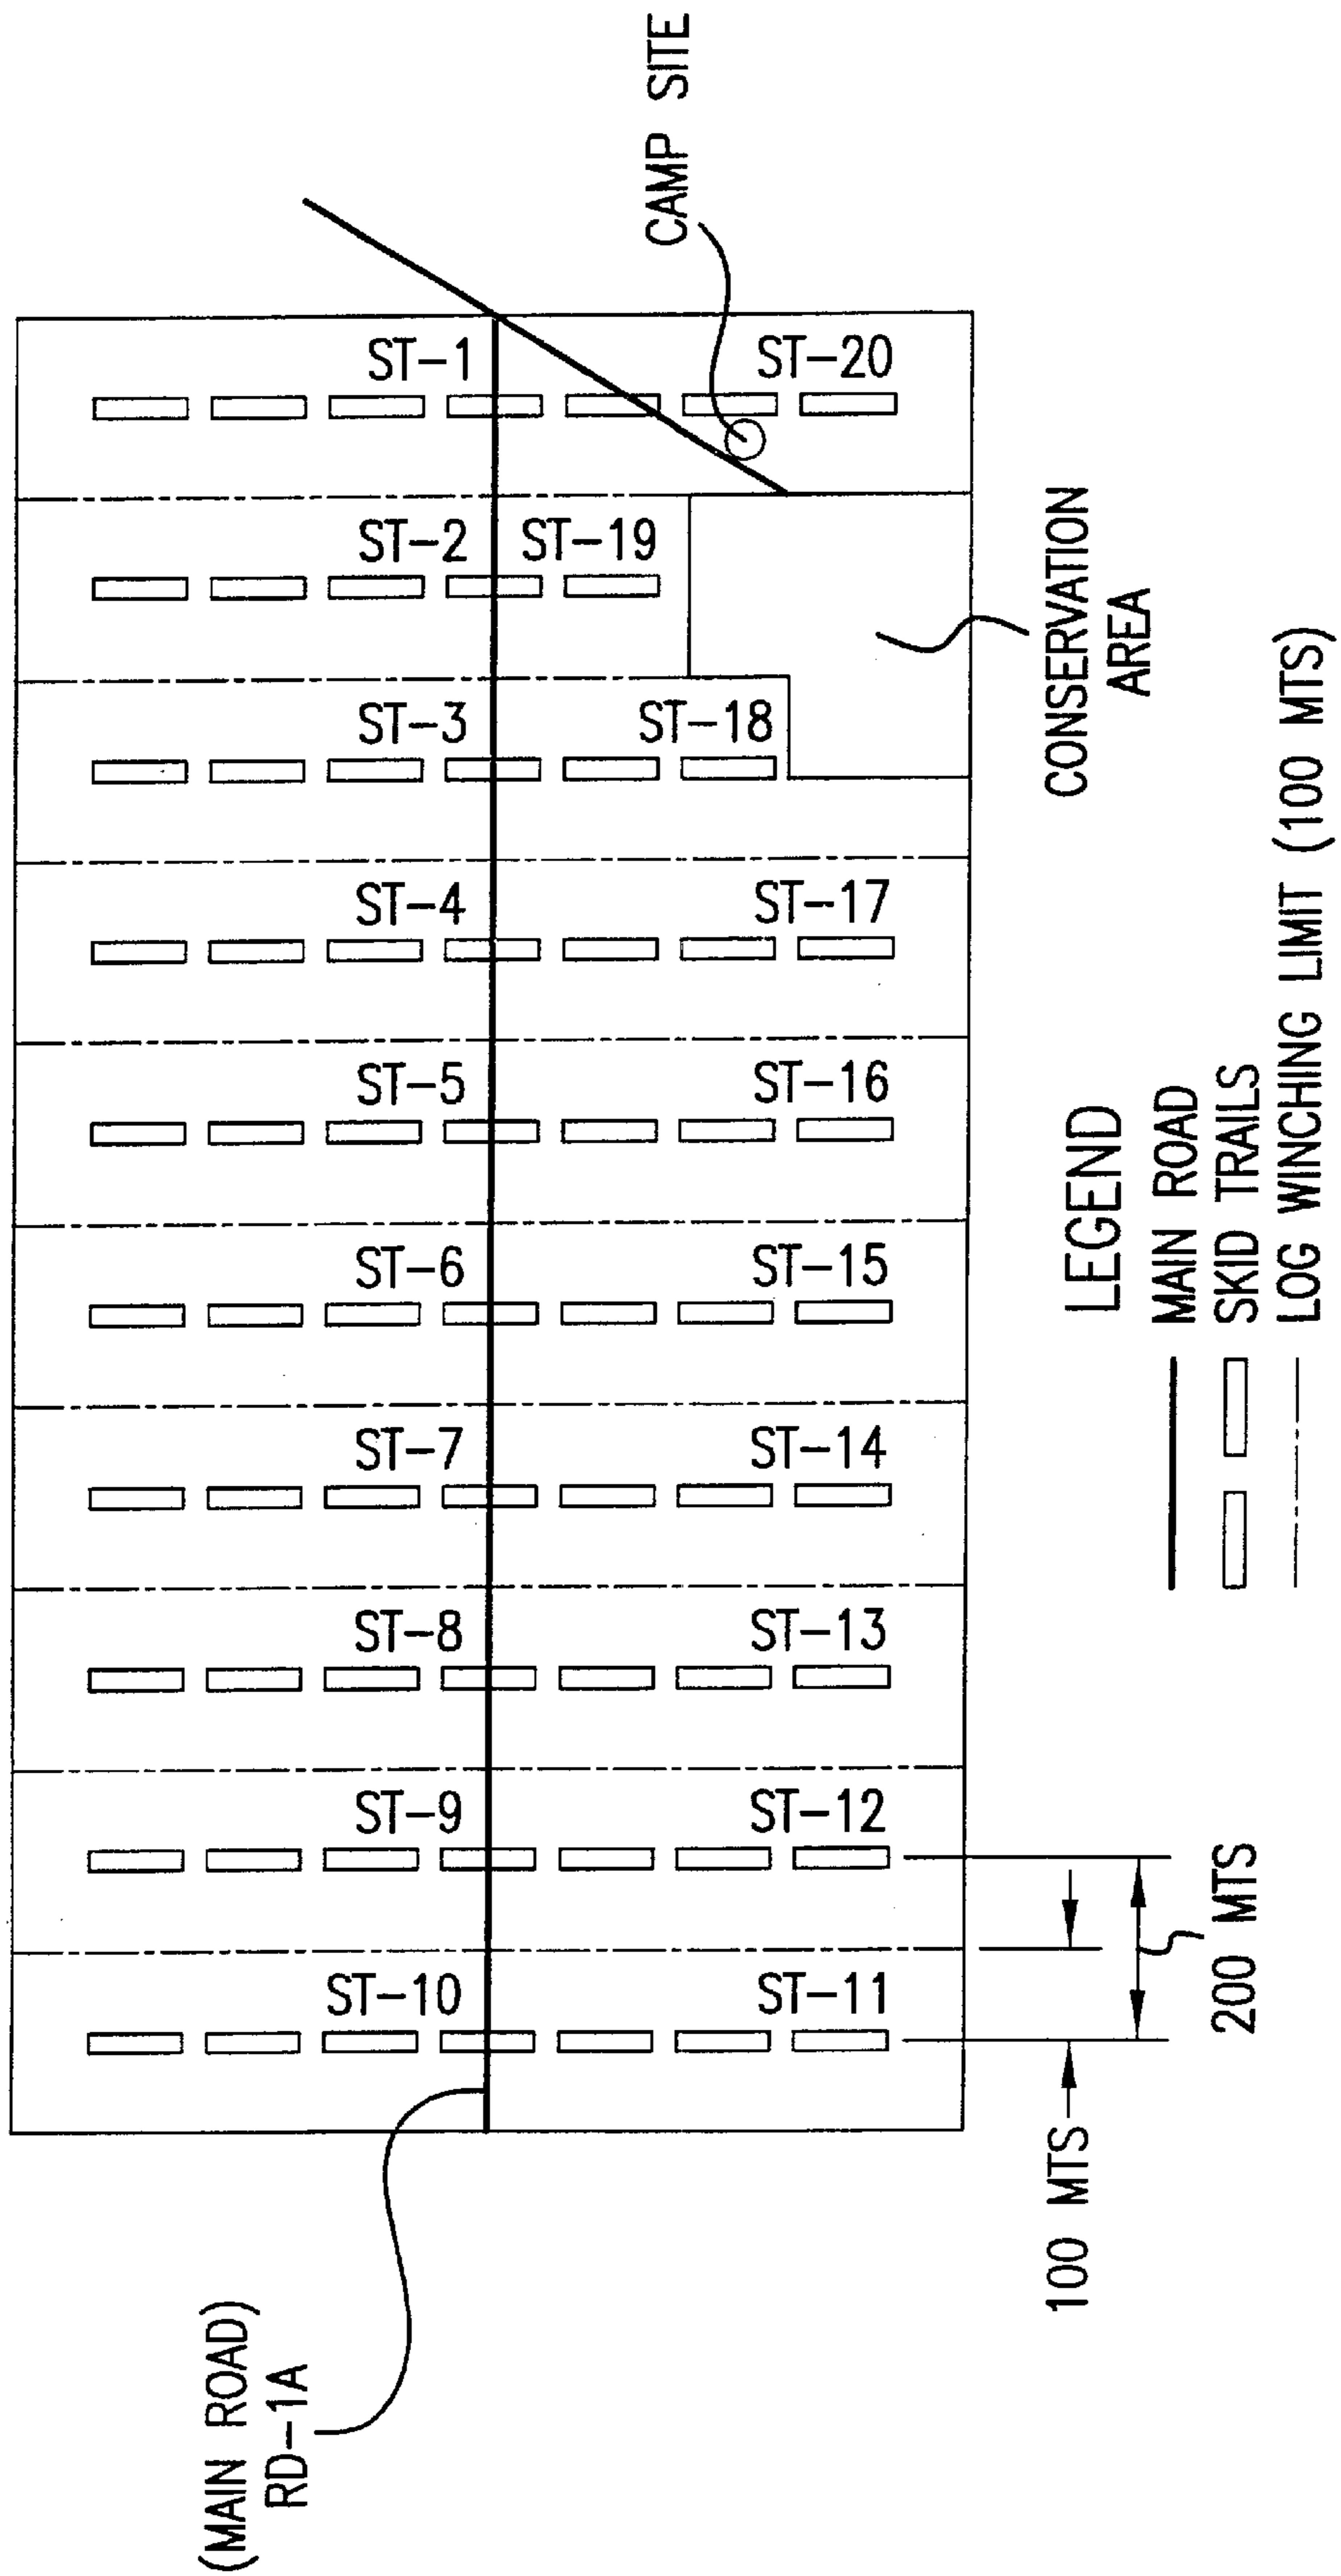 (MAIN ROAD)
RD-1A
ST-10
ST-9
ST-8
ST-7
ST-6
ST-5
ST-4
ST-3
ST-2
ST-1
ST-11
ST-12
ST-13
ST-14
ST-15
ST-16
ST-17
ST-18
ST-19
ST-20
CAMP SITE
CONSERVATION
AREA
100 MTS
200 MTS
LEGEND
MAIN ROAD
SKID TRAILS
LOG WINCHING LIMIT (100 MTS)